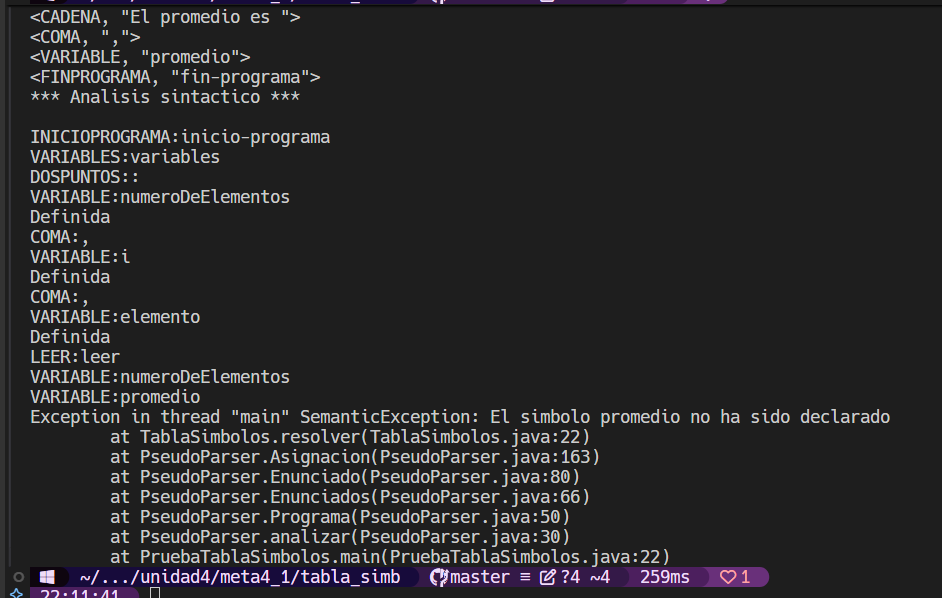 <CADENA, "El promedio es ">
<COMA, ",">
<VARIABLE, "promedio">
<FINPROGRAMA, "fin-programa">
*** Analisis sintactico ***
INICIOPROGRAMA:inicio-programa
VARIABLES:variables
DOSPUNTOS::
VARIABLE:numeroDeElementos
Definida
COMA:,
VARIABLE:i
Definida
COMA:,
VARIABLE:elemento
Definida
LEER:leer
VARIABLE:numeroDeElementos
VARIABLE:promedio
Exception in thread "main" SemanticException: El simbolo promedio no ha sido declarado
        at TablaSimbolos.resolver(TablaSimbolos.java:22)
        at PseudoParser.Asignacion(PseudoParser.java:163)
        at PseudoParser.Enunciado(PseudoParser.java:80)
        at PseudoParser.Enunciados(PseudoParser.java:66)
        at PseudoParser.Programa(PseudoParser.java:50)
        at PseudoParser.analizar(PseudoParser.java:30)
        at PruebaTablaSimbolos.main(PruebaTablaSimbolos.java:22)
~/.../unidad4/meta4_1/tabla_simb master ≡ ?4 ~4 259ms 1
22:11:41